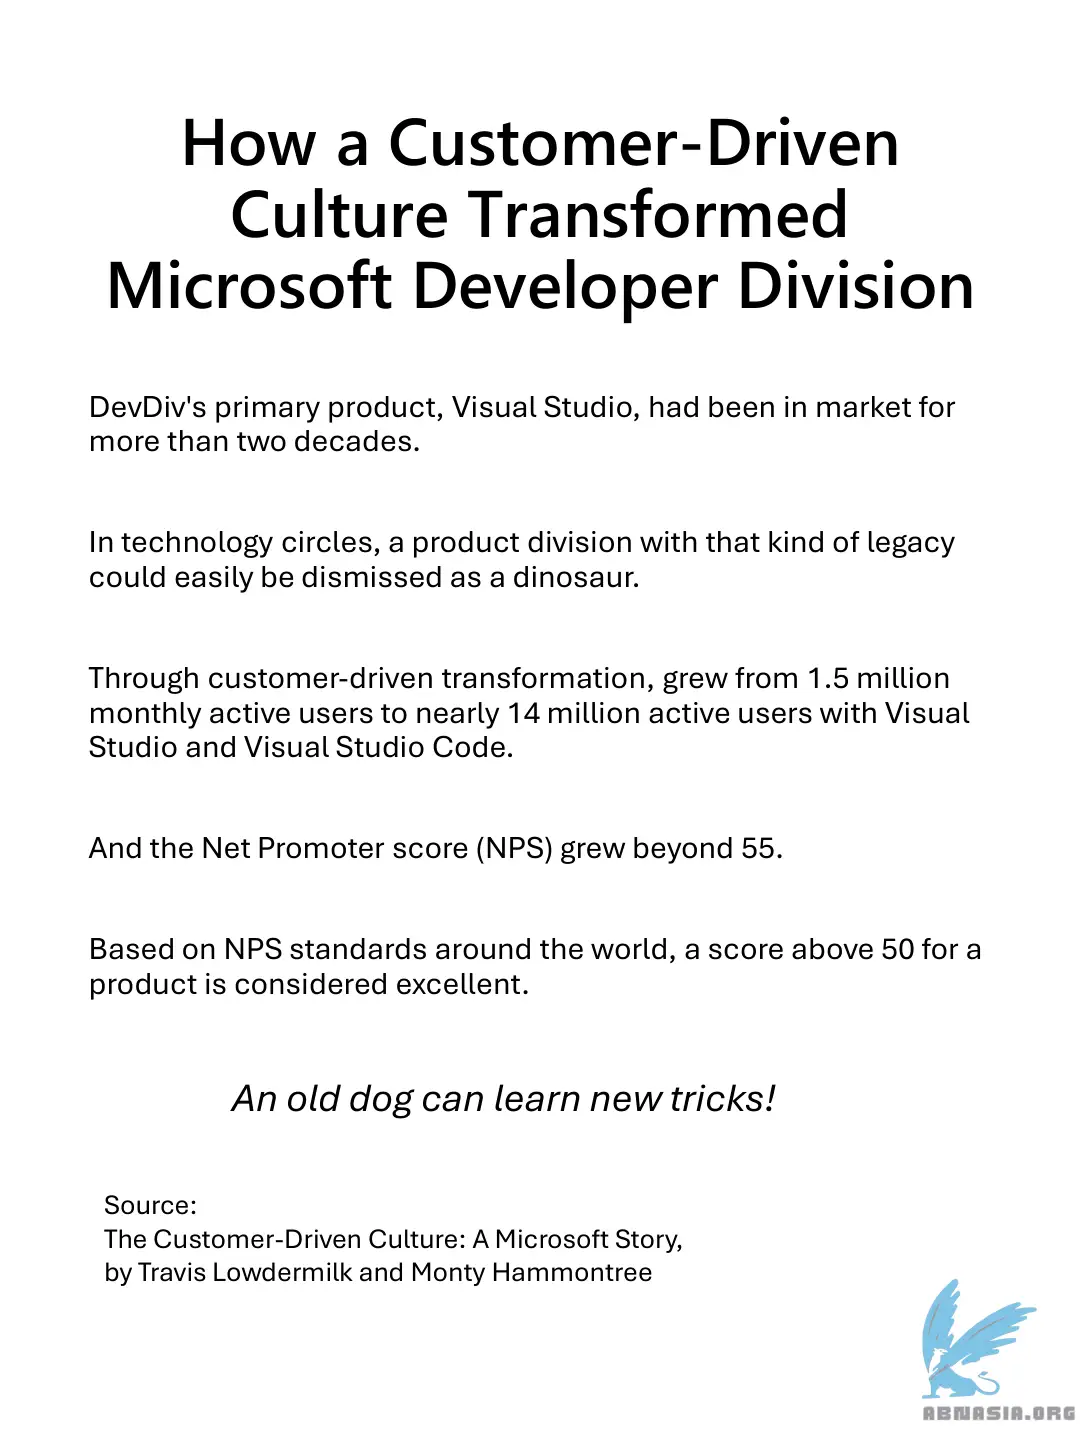 How a Customer-Driven
Culture Transformed
Microsoft Developer Division
DevDiv's primary product, Visual Studio, had been in market for
more than two decades.
In technology circles, a product division with that kind of legacy
could easily be dismissed as a dinosaur.
Through customer-driven transformation, grew from 1.5 million
monthly active users to nearly 14 million active users with Visual
Studio and Visual Studio Code.
And the Net Promoter score (NPS) grew beyond 55.
Based on NPS standards around the world, a score above 50 for a
product is considered excellent.
An old dog can learn new tricks!
Source:
The Customer-Driven Culture: A Microsoft Story,
by Travis Lowdermilk and Monty Hammontree
ABNASIA.ORG